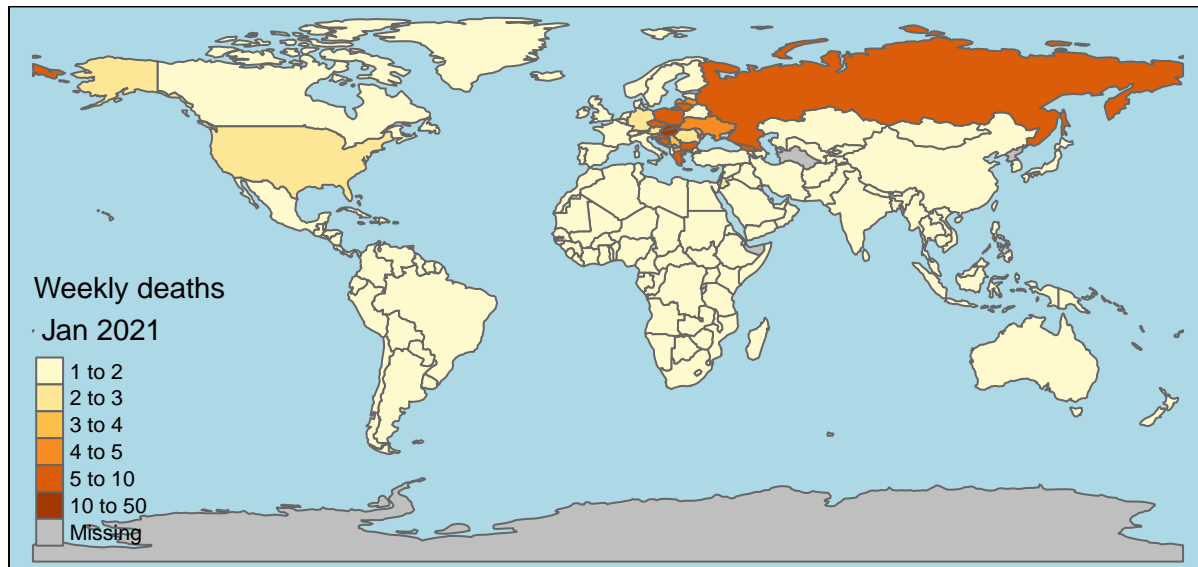 Weekly deaths
Jan 2021
1 to 2
2 to 3
3 to 4
4 to 5
5 to 10
10 to 50
Missing